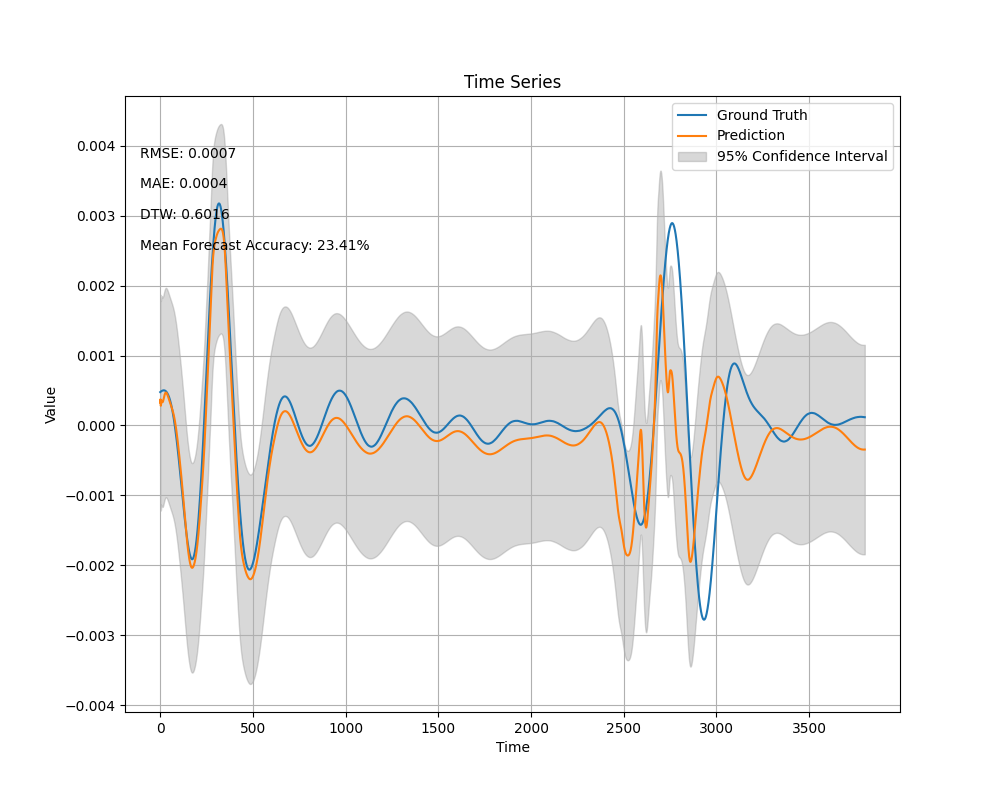 Time Series
Ground Truth
Prediction
95% Confidence Interval
RMSE: 0.0007
MAE: 0.0004
DTW: 0.6016
Mean Forecast Accuracy: 23.41%
Value
0.004
0.003
0.002
0.001
0.000
−0.001
−0.002
−0.003
−0.004
0 500 1000 1500 2000 2500 3000 3500
Time